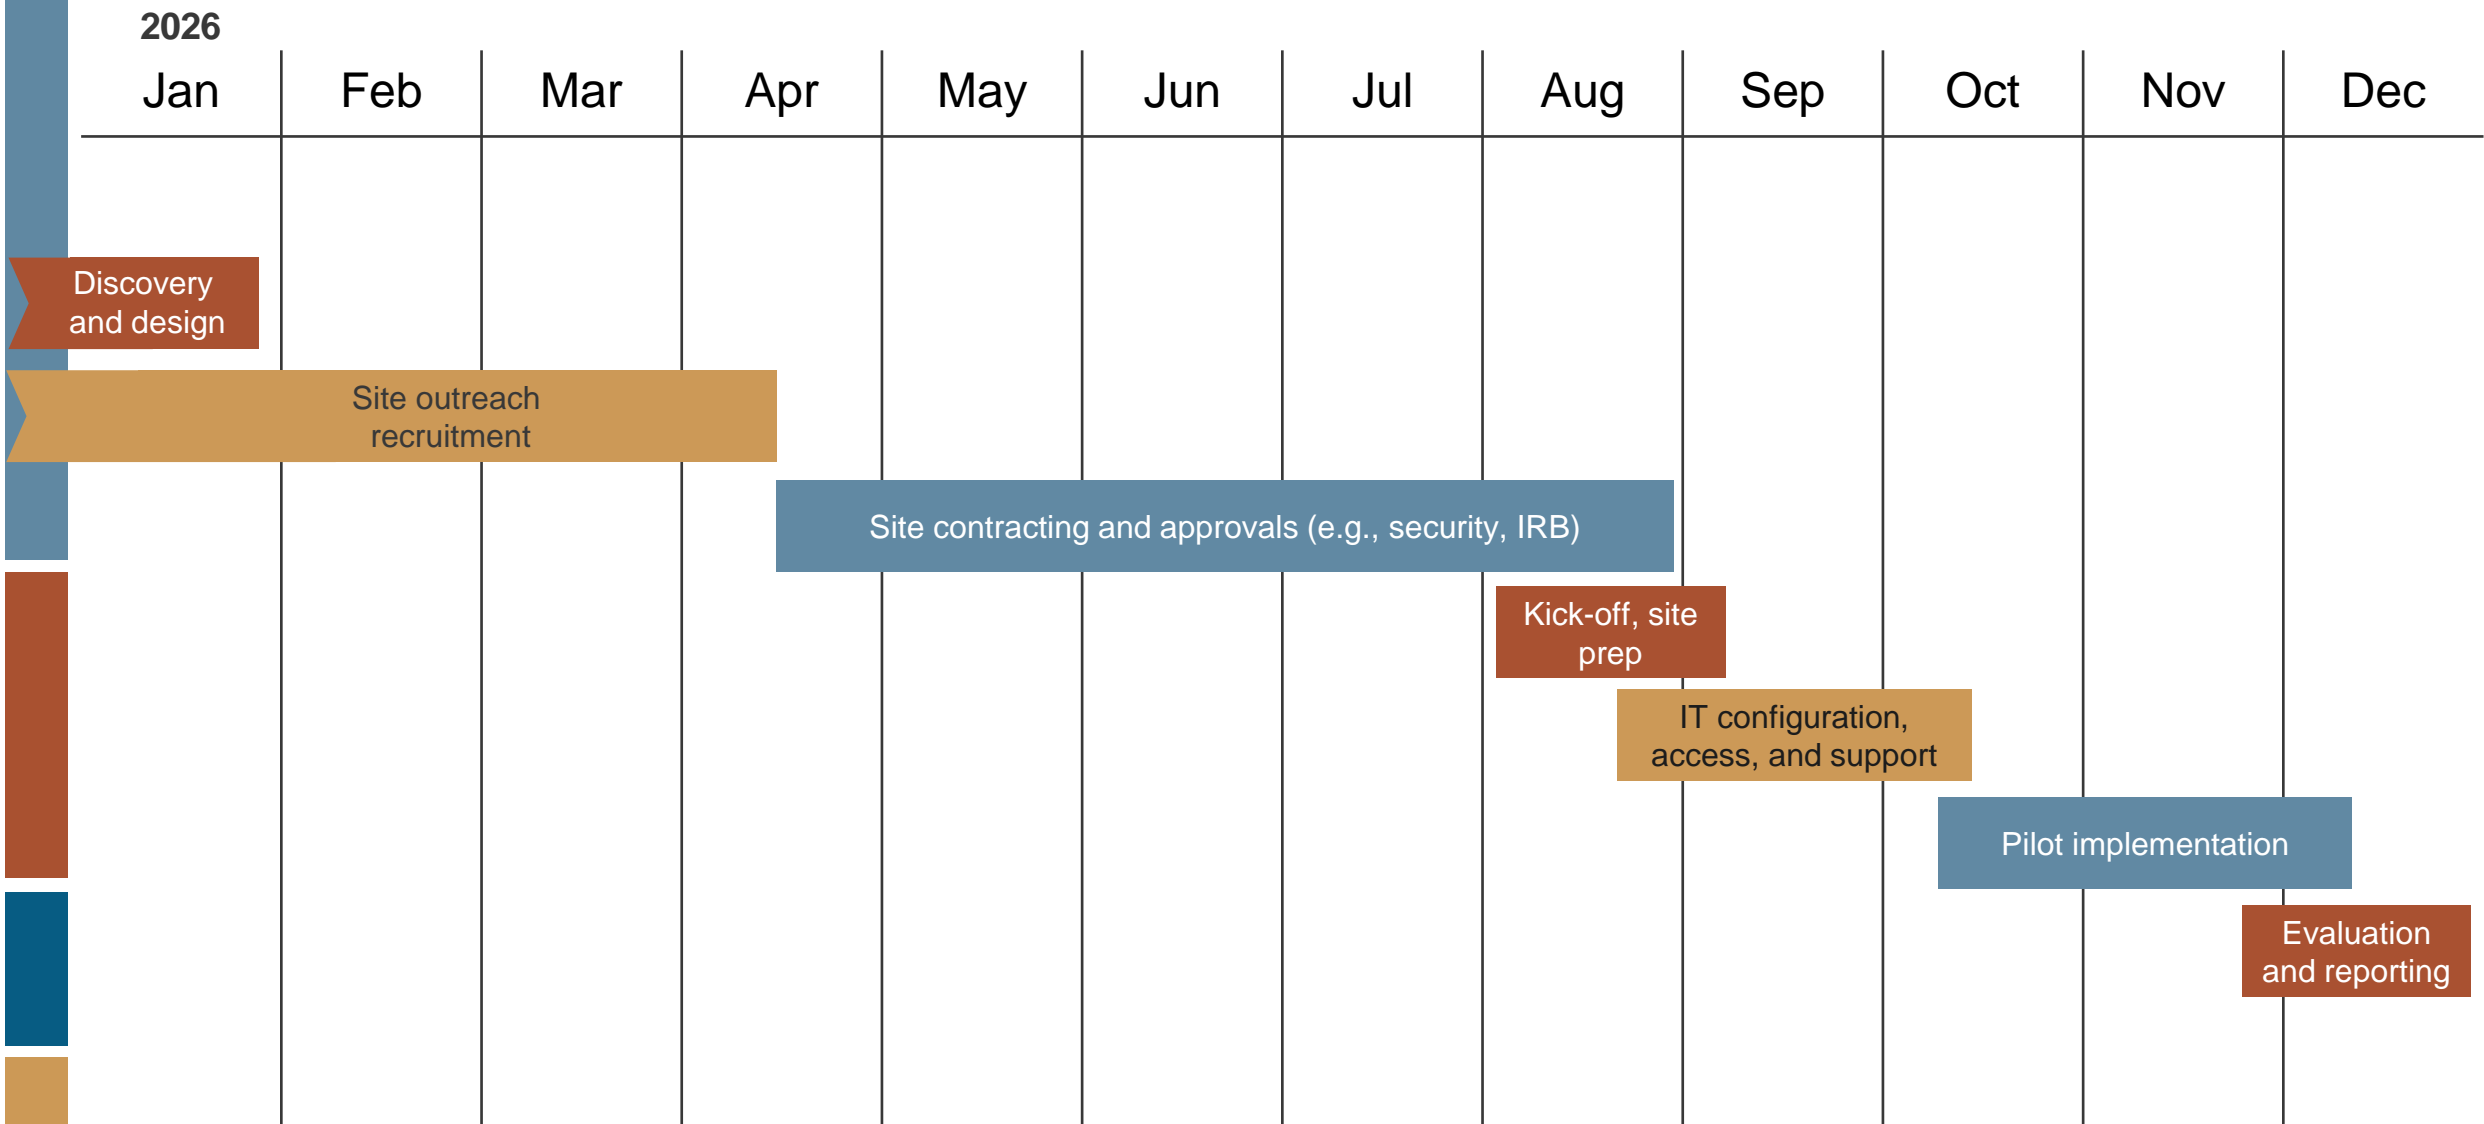 2026
Jan Feb Mar Apr May Jun Jul Aug Sep Oct Nov Dec
Discovery
and design
Site outreach
recruitment
Site contracting and approvals (e.g., security, IRB)
Kick-off, site
prep
IT configuration,
access, and support
Pilot implementation
Evaluation
and reporting